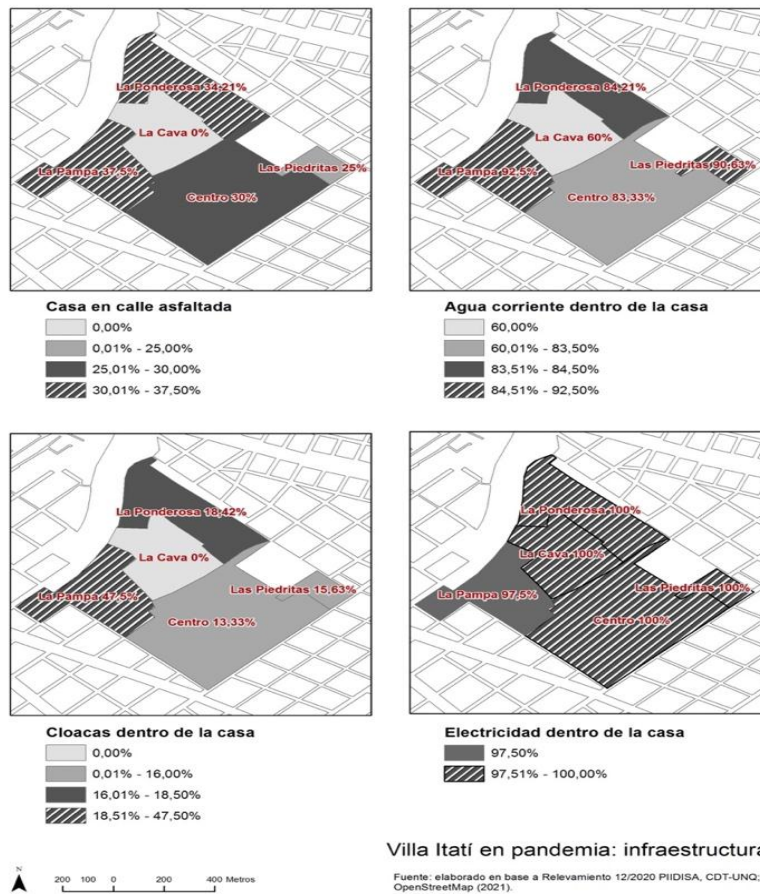 La Ponderosa 34,21%
La Cava 0%
La Pampa 37,5%
Las Piedritas 25%
Centro 30%
Casa en calle asfaltada
0,00%
0,01% - 25,00%
25,01% - 30,00%
30,01% - 37,50%
La Ponderosa 84,21%
La Cava 60%
La Pampa 92,5%
Las Piedritas 90,63%
Centro 83,33%
Agua corriente dentro de la casa
60,00%
60,01% - 83,50%
83,51% - 84,50%
84,51% - 92,50%
La Ponderosa 18,42%
La Cava 0%
La Pampa 47,5%
Las Piedritas 15,63%
Centro 13,33%
Cloacas dentro de la casa
0,00%
0,01% - 16,00%
16,01% - 18,50%
18,51% - 47,50%
La Ponderosa 100%
La Cava 100%
La Pampa 97,5%
Las Piedritas 100%
Centro 100%
Electricidad dentro de la casa
97,50%
97,51% - 100,00%
Villa Itatí en pandemia: infraestructura
N
200 100 0 200 400 Metros
Fuente: elaborado en base a Relevamiento 12/2020 PIIDISA, CDT-UNQ;
OpenStreetMap (2021).